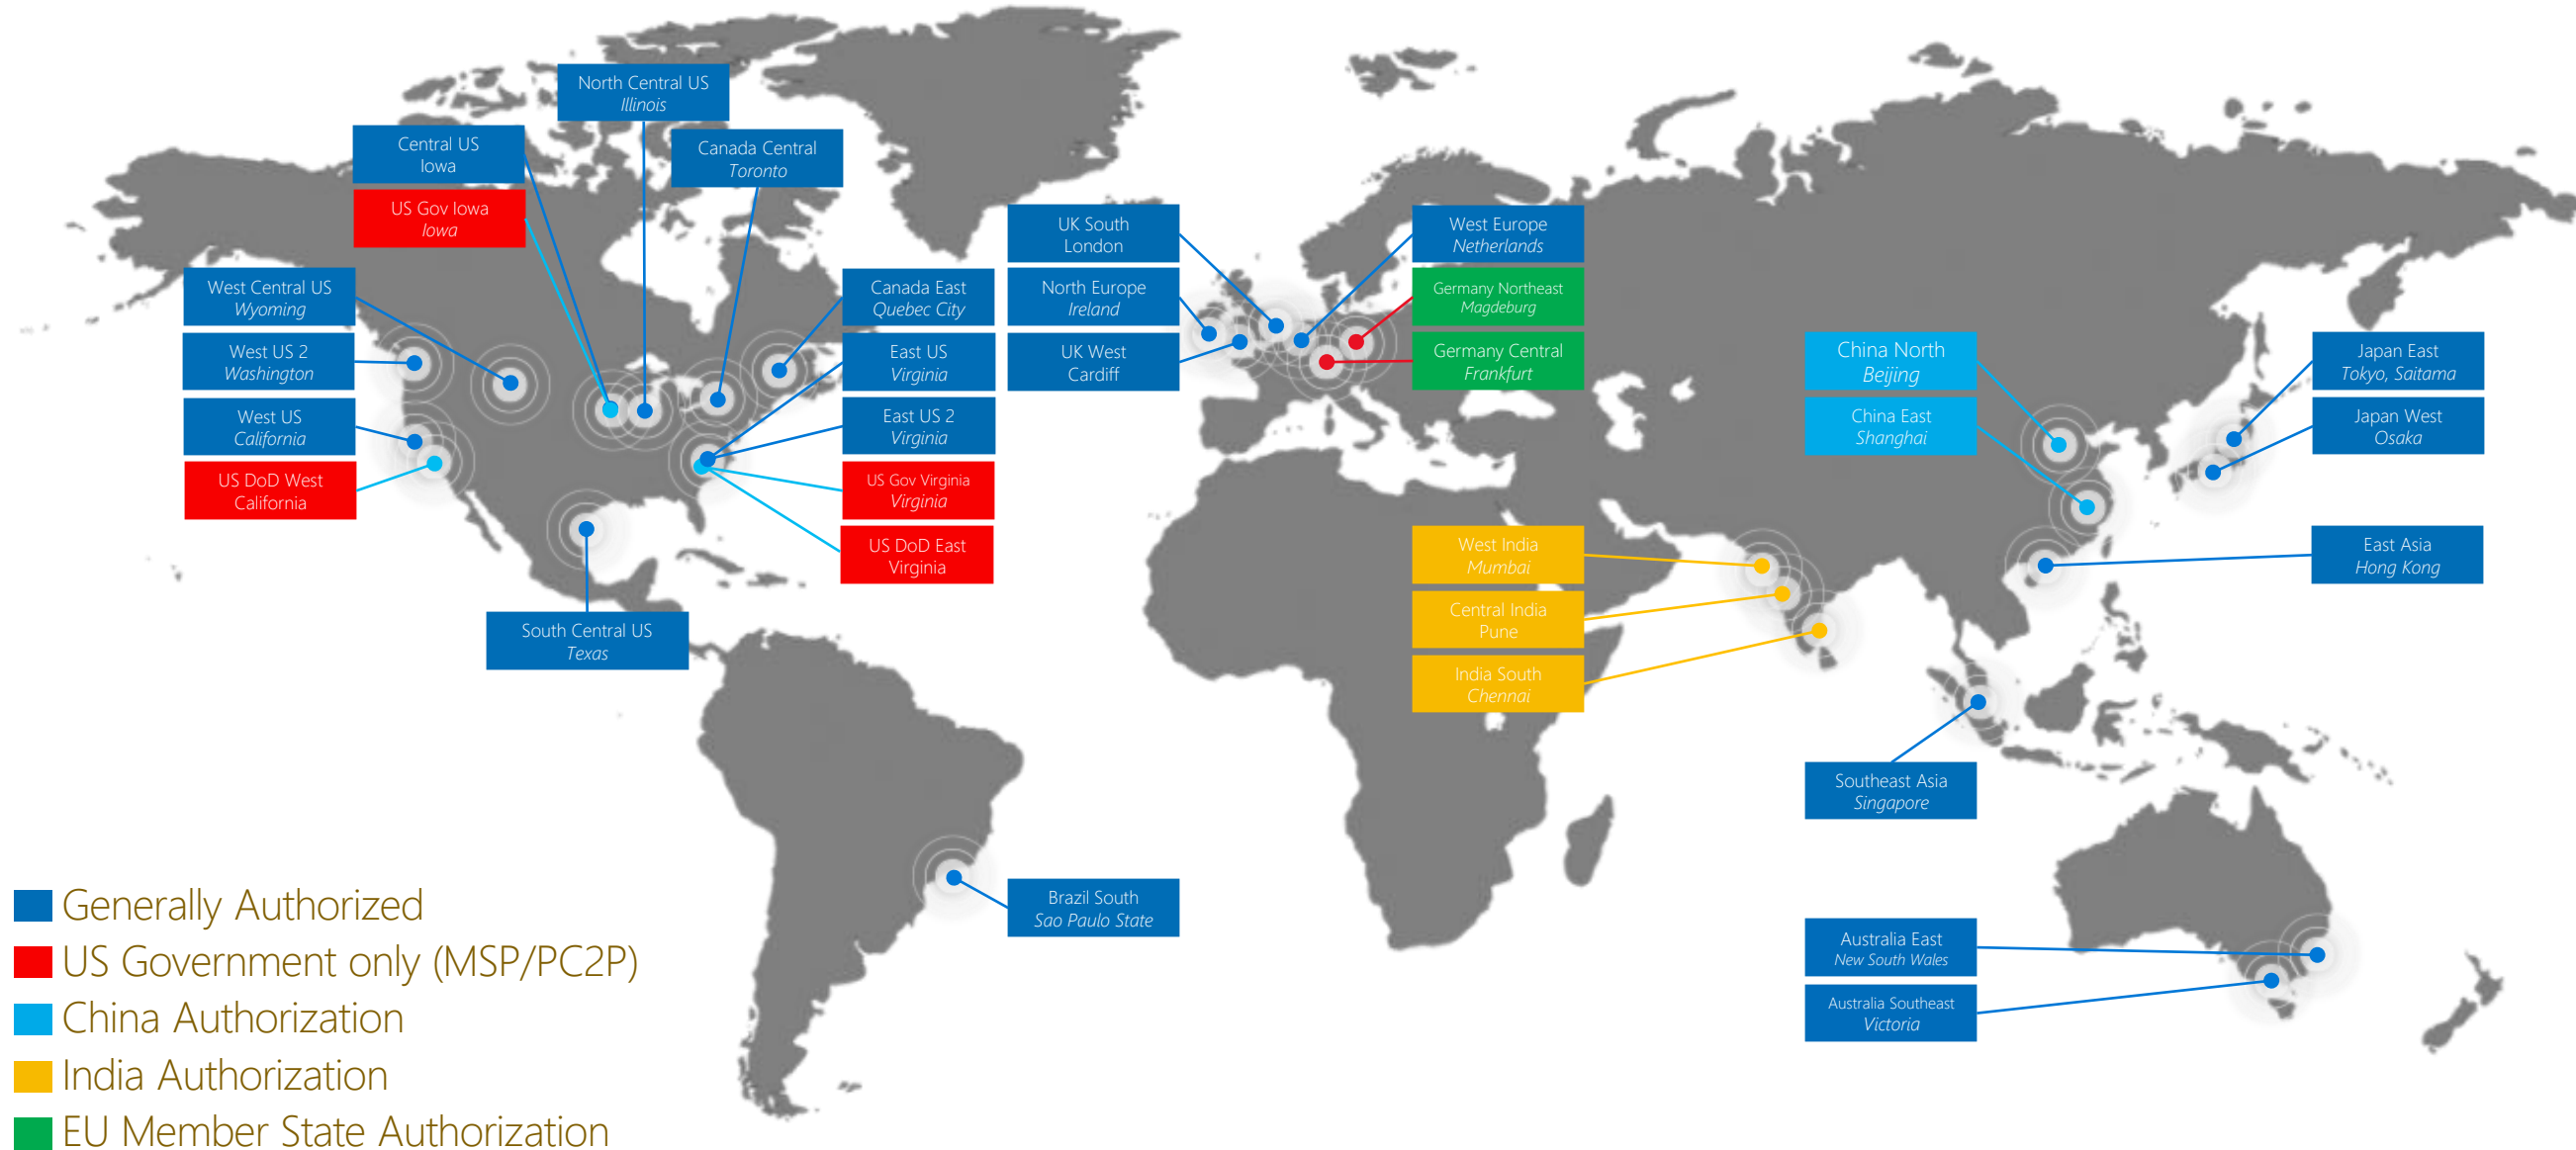 North Central US
Illinois
Central US
Iowa
Canada Central
Toronto
US Gov Iowa
Iowa
West Central US
Wyoming
West US 2
Washington
West US
California
US DoD West
California
Canada East
Quebec City
East US
Virginia
East US 2
Virginia
US Gov Virginia
Virginia
US DoD East
Virginia
South Central US
Texas
UK South
London
North Europe
Ireland
UK West
Cardiff
West Europe
Netherlands
Germany Northeast
Magdeburg
Germany Central
Frankfurt
China North
Beijing
China East
Shanghai
Japan East
Tokyo, Saitama
Japan West
Osaka
West India
Mumbai
Central India
Pune
India South
Chennai
East Asia
Hong Kong
Southeast Asia
Singapore
Brazil South
Sao Paulo State
Australia East
New South Wales
Australia Southeast
Victoria
Generally Authorized
US Government only (MSP/PC2P)
China Authorization
India Authorization
EU Member State Authorization